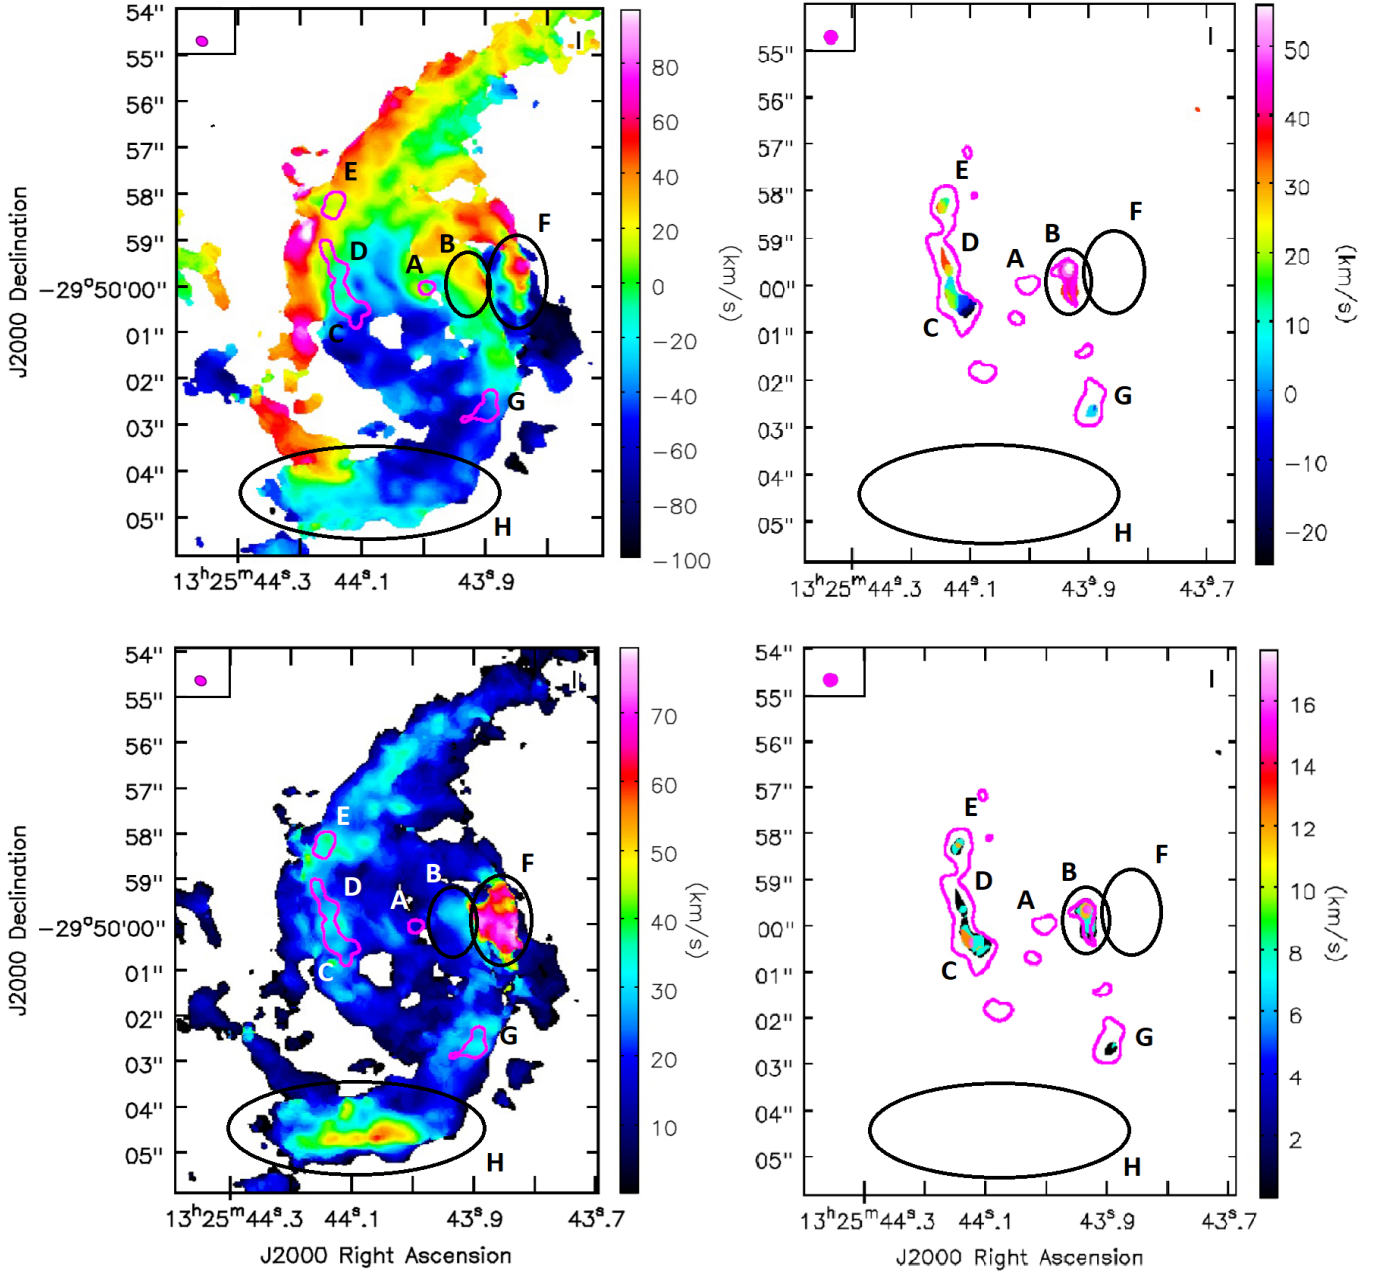 I
J2000 Declination
54"
55"
56"
57"
58"
59"
−29°50'00"
01"
02"
03"
04"
05"
E
D
C
A
B
F
G
H
80
60
40
20
0
−20
−40
−60
−80
−100
(km/s)
13ʰ25ᵐ44ˢ.3 44ˢ.1 43ˢ.9
I
55"
56"
57"
58"
59"
00"
01"
02"
03"
04"
05"
E
D
C
A
B
F
G
H
50
40
30
20
10
0
−10
−20
(km/s)
13ʰ25ᵐ44ˢ.3 44ˢ.1 43ˢ.9 43ˢ.7
J2000 Declination
54"
55"
56"
57"
58"
59"
−29°50'00"
01"
02"
03"
04"
05"
E
D
C
A
B
F
G
H
70
60
50
40
30
20
10
(km/s)
13ʰ25ᵐ44ˢ.3 44ˢ.1 43ˢ.9 43ˢ.7
J2000 Right Ascension
I
54"
55"
56"
57"
58"
59"
00"
01"
02"
03"
04"
05"
E
D
C
A
B
F
G
H
16
14
12
10
8
6
4
2
(km/s)
13ʰ25ᵐ44ˢ.3 44ˢ.1 43ˢ.9 43ˢ.7
J2000 Right Ascension